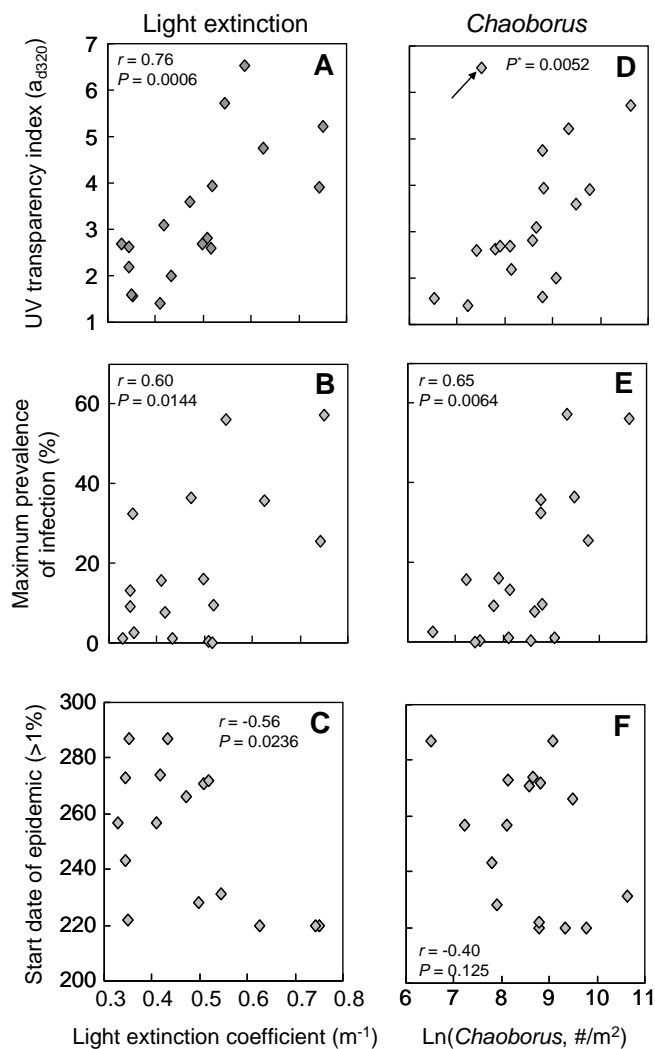 Light extinction
Chaoborus
UV transparency index (ad320)
7
6
5
4
3
2
1
r = 0.76
P = 0.0006
A
P* = 0.0052
D
Maximum prevalence
of infection (%)
60
40
20
0
r = 0.60
P = 0.0144
B
r = 0.65
P = 0.0064
E
Start date of epidemic (>1%)
300
280
260
240
220
200
r = -0.56
P = 0.0236
C
F
r = -0.40
P = 0.125
0.3 0.4 0.5 0.6 0.7 0.8
6 7 8 9 10 11
Light extinction coefficient (m-1)
Ln(Chaoborus, #/m2)